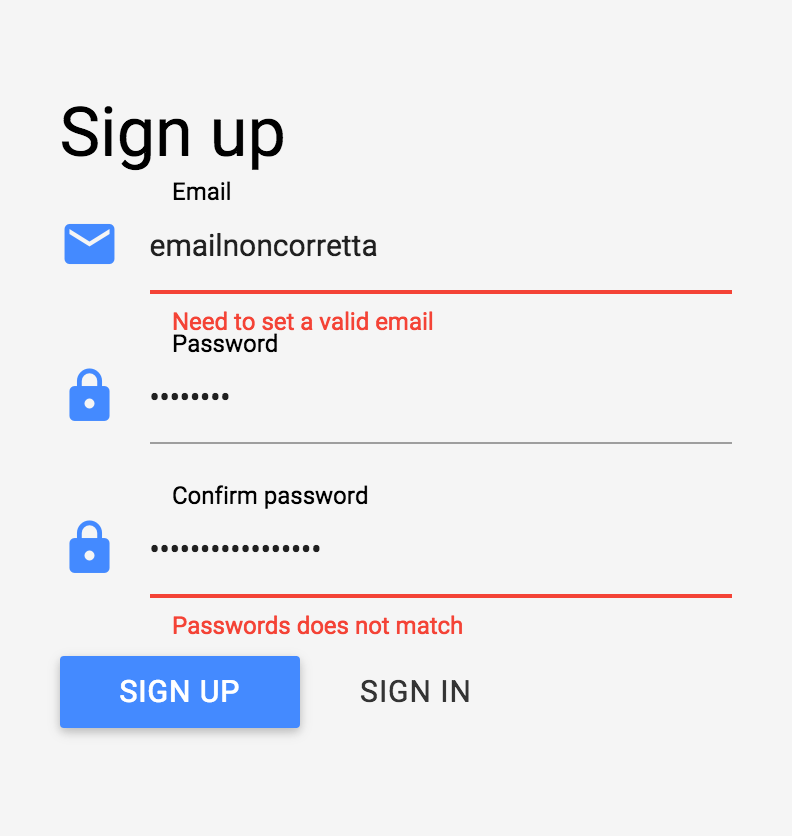 Sign up
Email
emailnoncorretta
Need to set a valid email
Password
••••••••
Confirm password
•••••••••••••••••
Passwords does not match
SIGN UP
SIGN IN